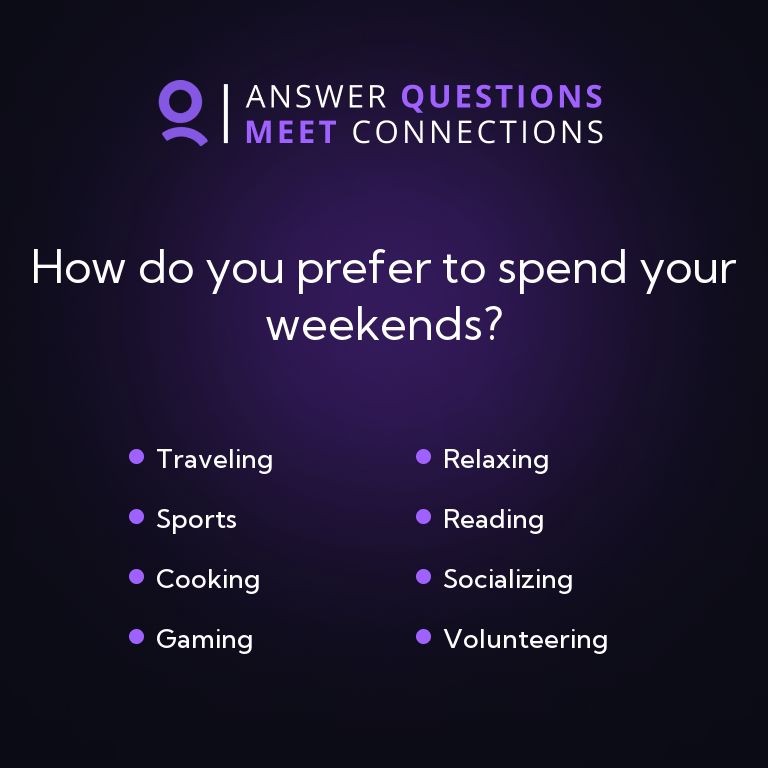 ANSWER QUESTIONS
MEET CONNECTIONS
How do you prefer to spend your
weekends?
Traveling
Sports
Cooking
Gaming
Relaxing
Reading
Socializing
Volunteering